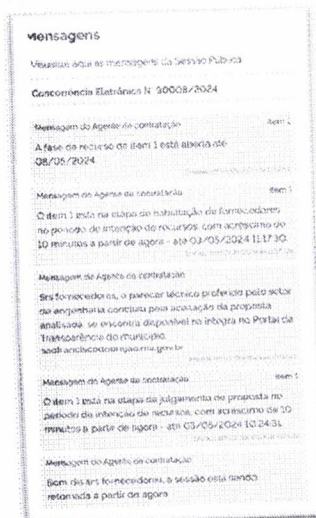 Mensagens
Visualize aqui as mensagens da Sessão Pública
Concorrência Eletrônica N 90008/2024
Mensagem do Agente de contratação Item 1
A fase de recurso do item 1 está aberta até
08/05/2024.
Mensagem do Agente de contratação Item 1
O item 1 está na etapa de habilitação de fornecedores
no período de intenção de recursos, com acréscimo de
10 minutos a partir de agora - até 03/05/2024 11:17:30.
Mensagem do Agente de contratação
Srs fornecedores, o parecer técnico proferido pelo setor
de engenharia conclui pela aceitação da proposta
analisada, se encontra disponível na íntegra no Portal da
Transparência do município.
Mensagem do Agente de contratação Item 1
O item 1 está na etapa de julgamento de proposta no
período de intenção de recursos, com acréscimo de 10
minutos a partir de agora - até 03/05/2024 10:24:31.
Mensagem do Agente de contratação
Bom dia srs fornecedores, a sessão está sendo
retomada a partir de agora